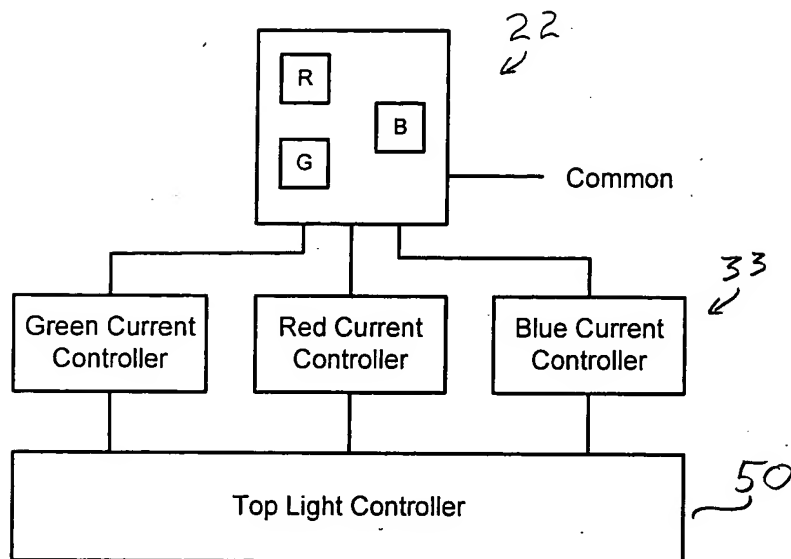 22
R
B
G
Common
33
Green Current
Controller
Red Current
Controller
Blue Current
Controller
Top Light Controller
50